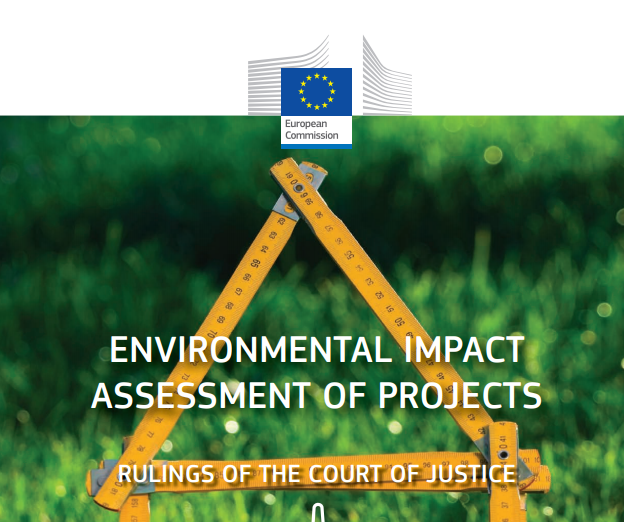 European
Commission
ENVIRONMENTAL IMPACT
ASSESSMENT OF PROJECTS
RULINGS OF THE COURT OF JUSTICE